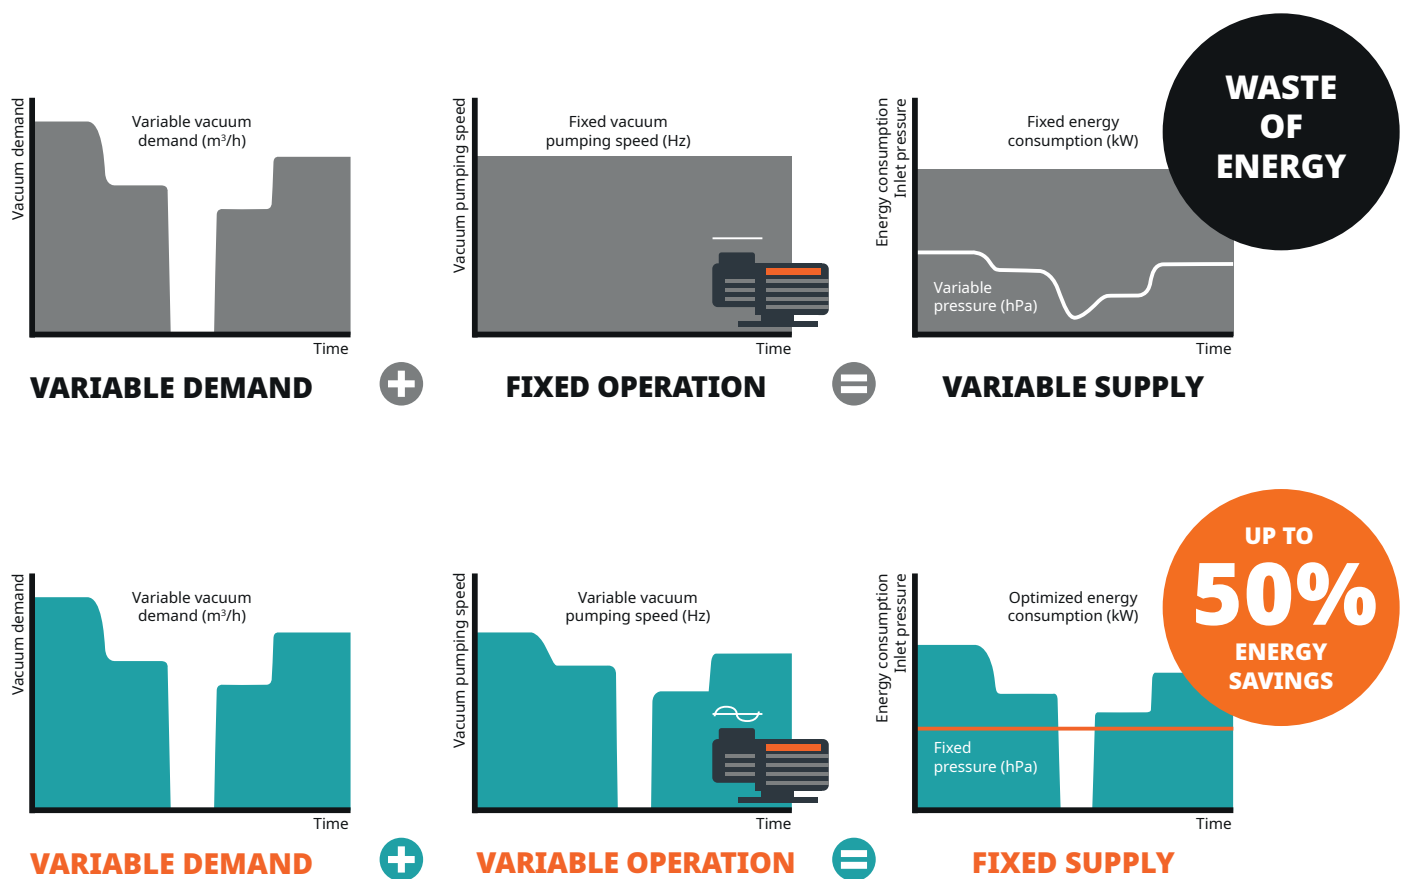 WASTE
OF
ENERGY
Vacuum demand
Variable vacuum
demand (m³/h)
Time
Vacuum pumping speed
Fixed vacuum
pumping speed (Hz)
Time
Energy consumption
Inlet pressure
Fixed energy
consumption (kW)
Variable
pressure (hPa)
Time
VARIABLE DEMAND
+
FIXED OPERATION
=
VARIABLE SUPPLY
UP TO
50%
ENERGY
SAVINGS
Vacuum demand
Variable vacuum
demand (m³/h)
Time
Vacuum pumping speed
Variable vacuum
pumping speed (Hz)
Time
Energy consumption
Inlet pressure
Optimized energy
consumption (kW)
Fixed
pressure (hPa)
Time
VARIABLE DEMAND
+
VARIABLE OPERATION
=
FIXED SUPPLY